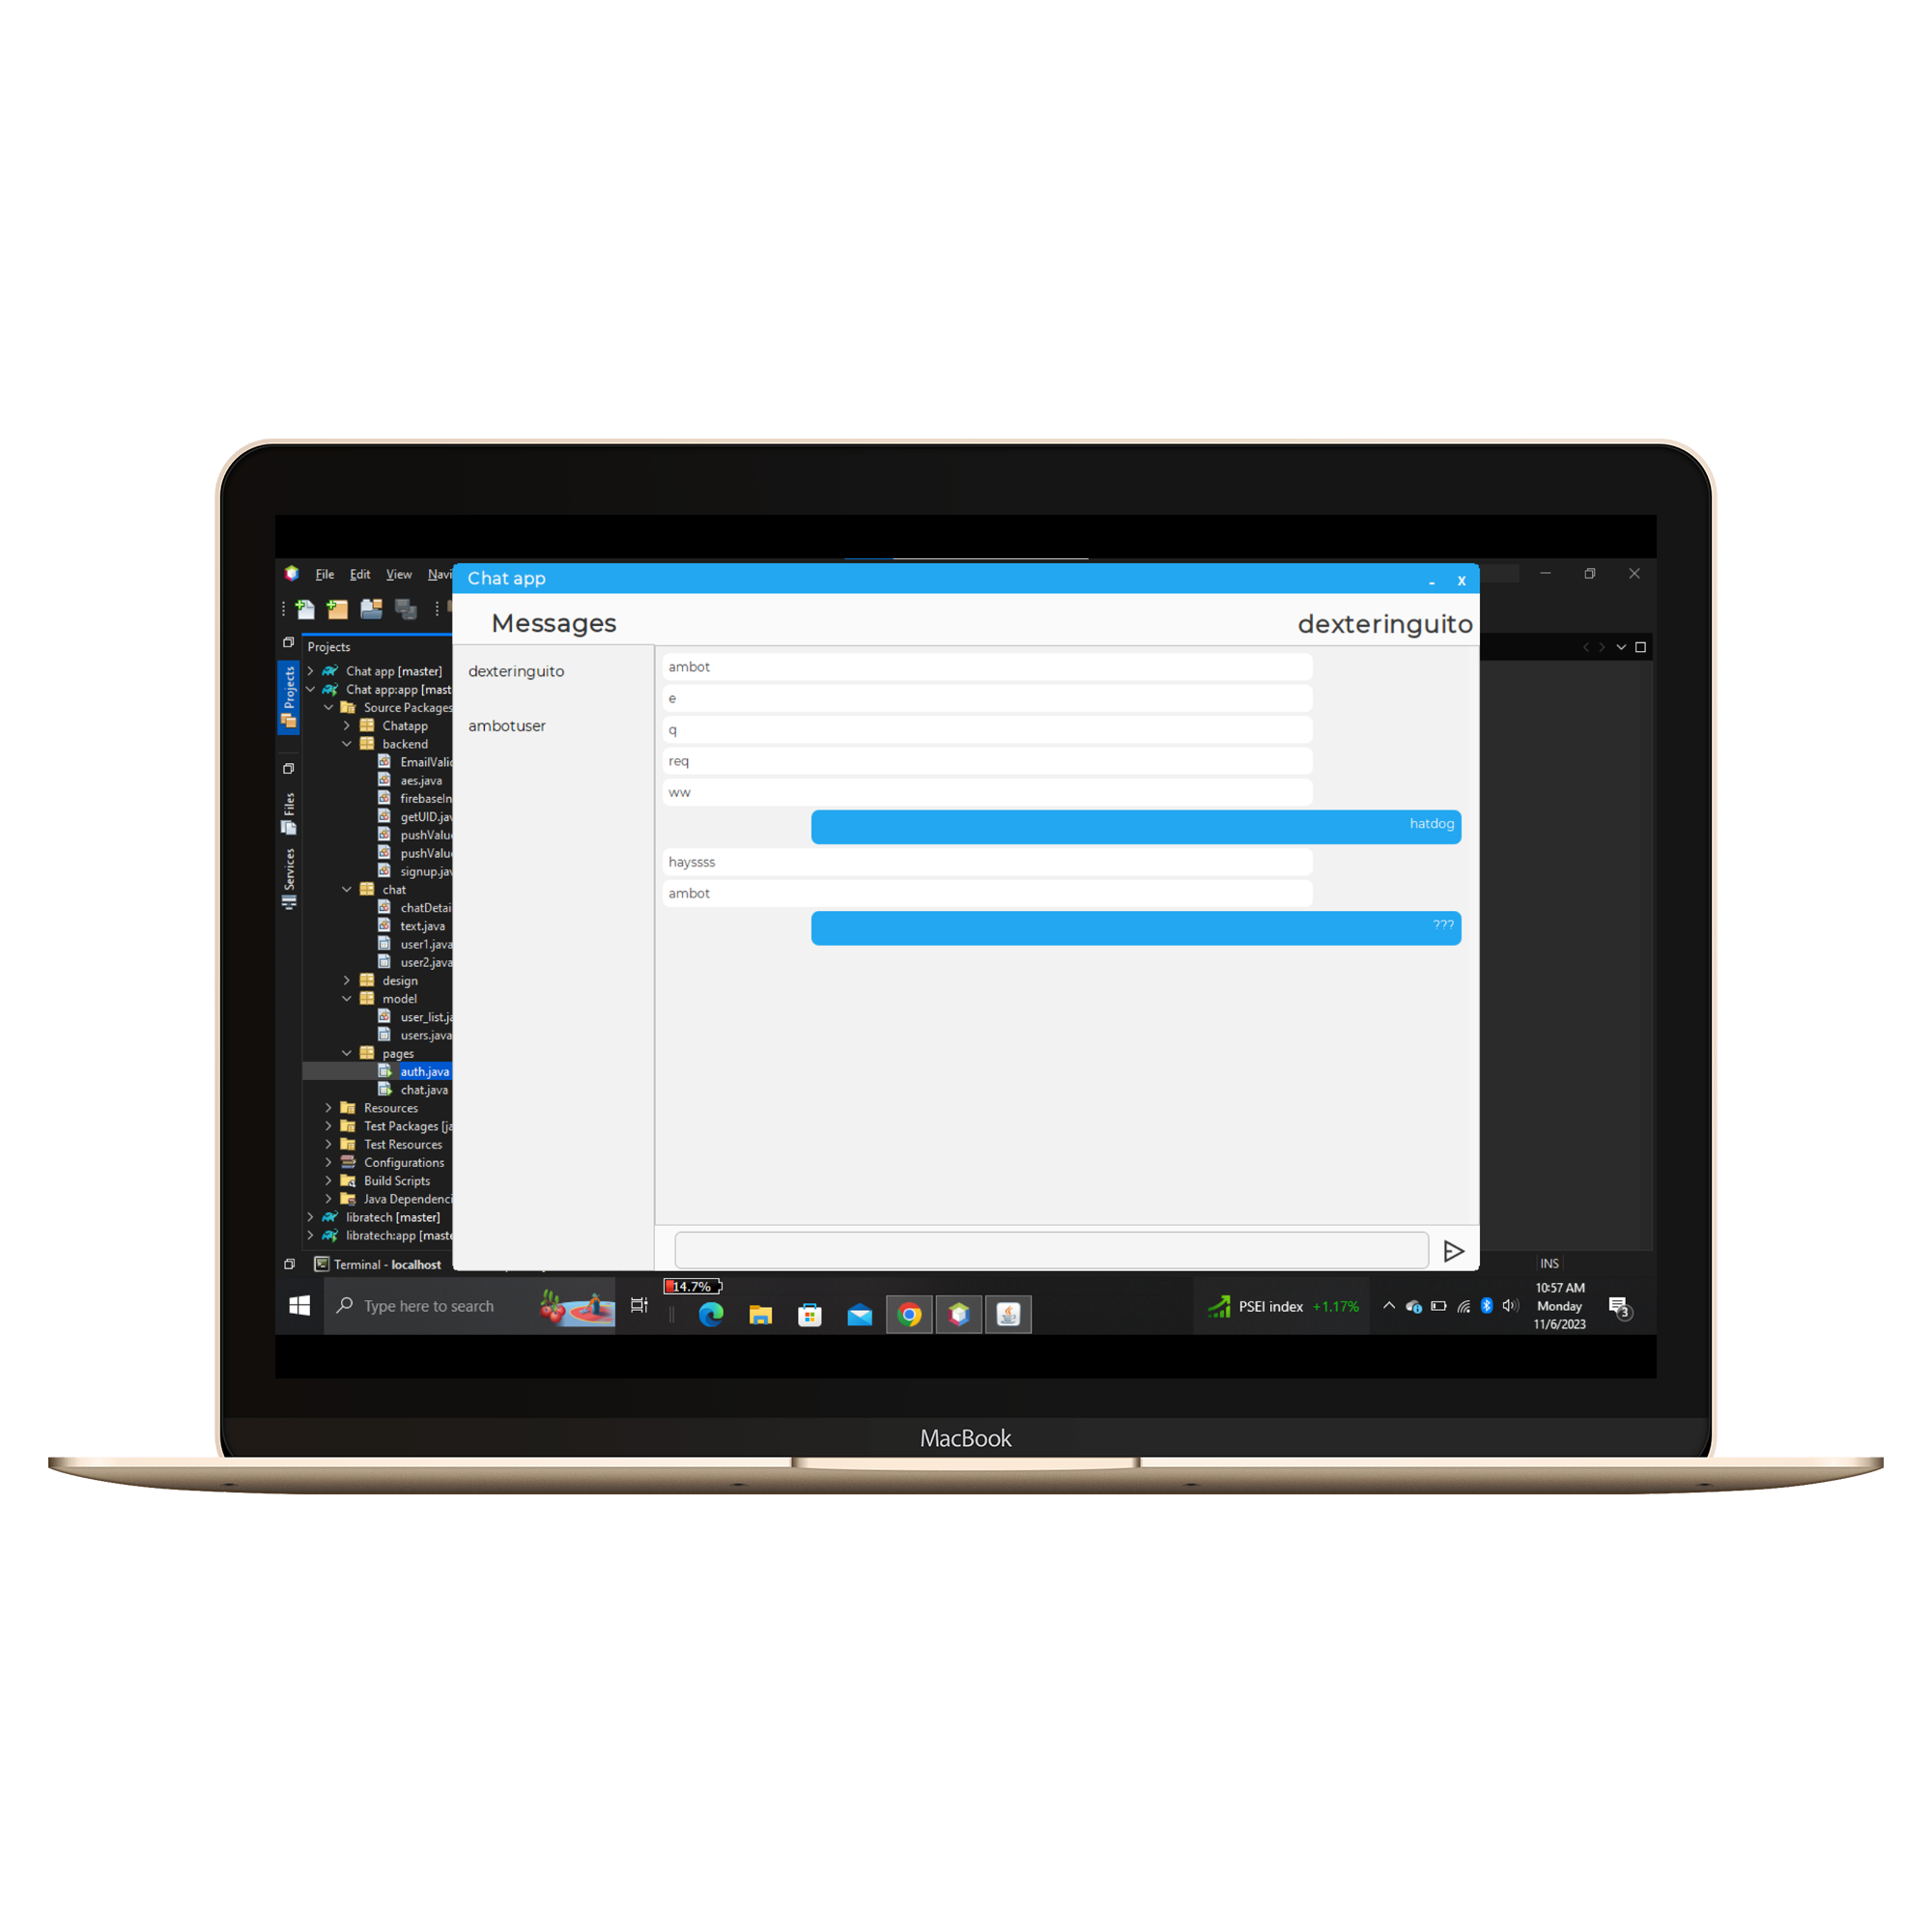 File Edit View Navi
Chat app
- x
Messages
dexteringuito
Projects
Projects
Files
Services
Chat app [master]
Chat app:app [mast
Source Packages
Chatapp
backend
EmailValid
aes.java
firebaseIn
getUID.jav
pushValu
pushValu
signup.jav
chat
chatDetai
text.java
user1.java
user2.java
design
model
user_list.ja
users.java
pages
auth.java
chat.java
Resources
Test Packages [ja
Test Resources
Configurations
Build Scripts
Java Dependenci
libratech [master]
libratech:app [maste
dexteringuito
ambotuser
ambot
e
q
req
ww
hatdog
hayssss
ambot
???
Terminal - localhost
INS
Type here to search
14.7%
PSEI index +1.17%
10:57 AM
Monday
11/6/2023
3
MacBook